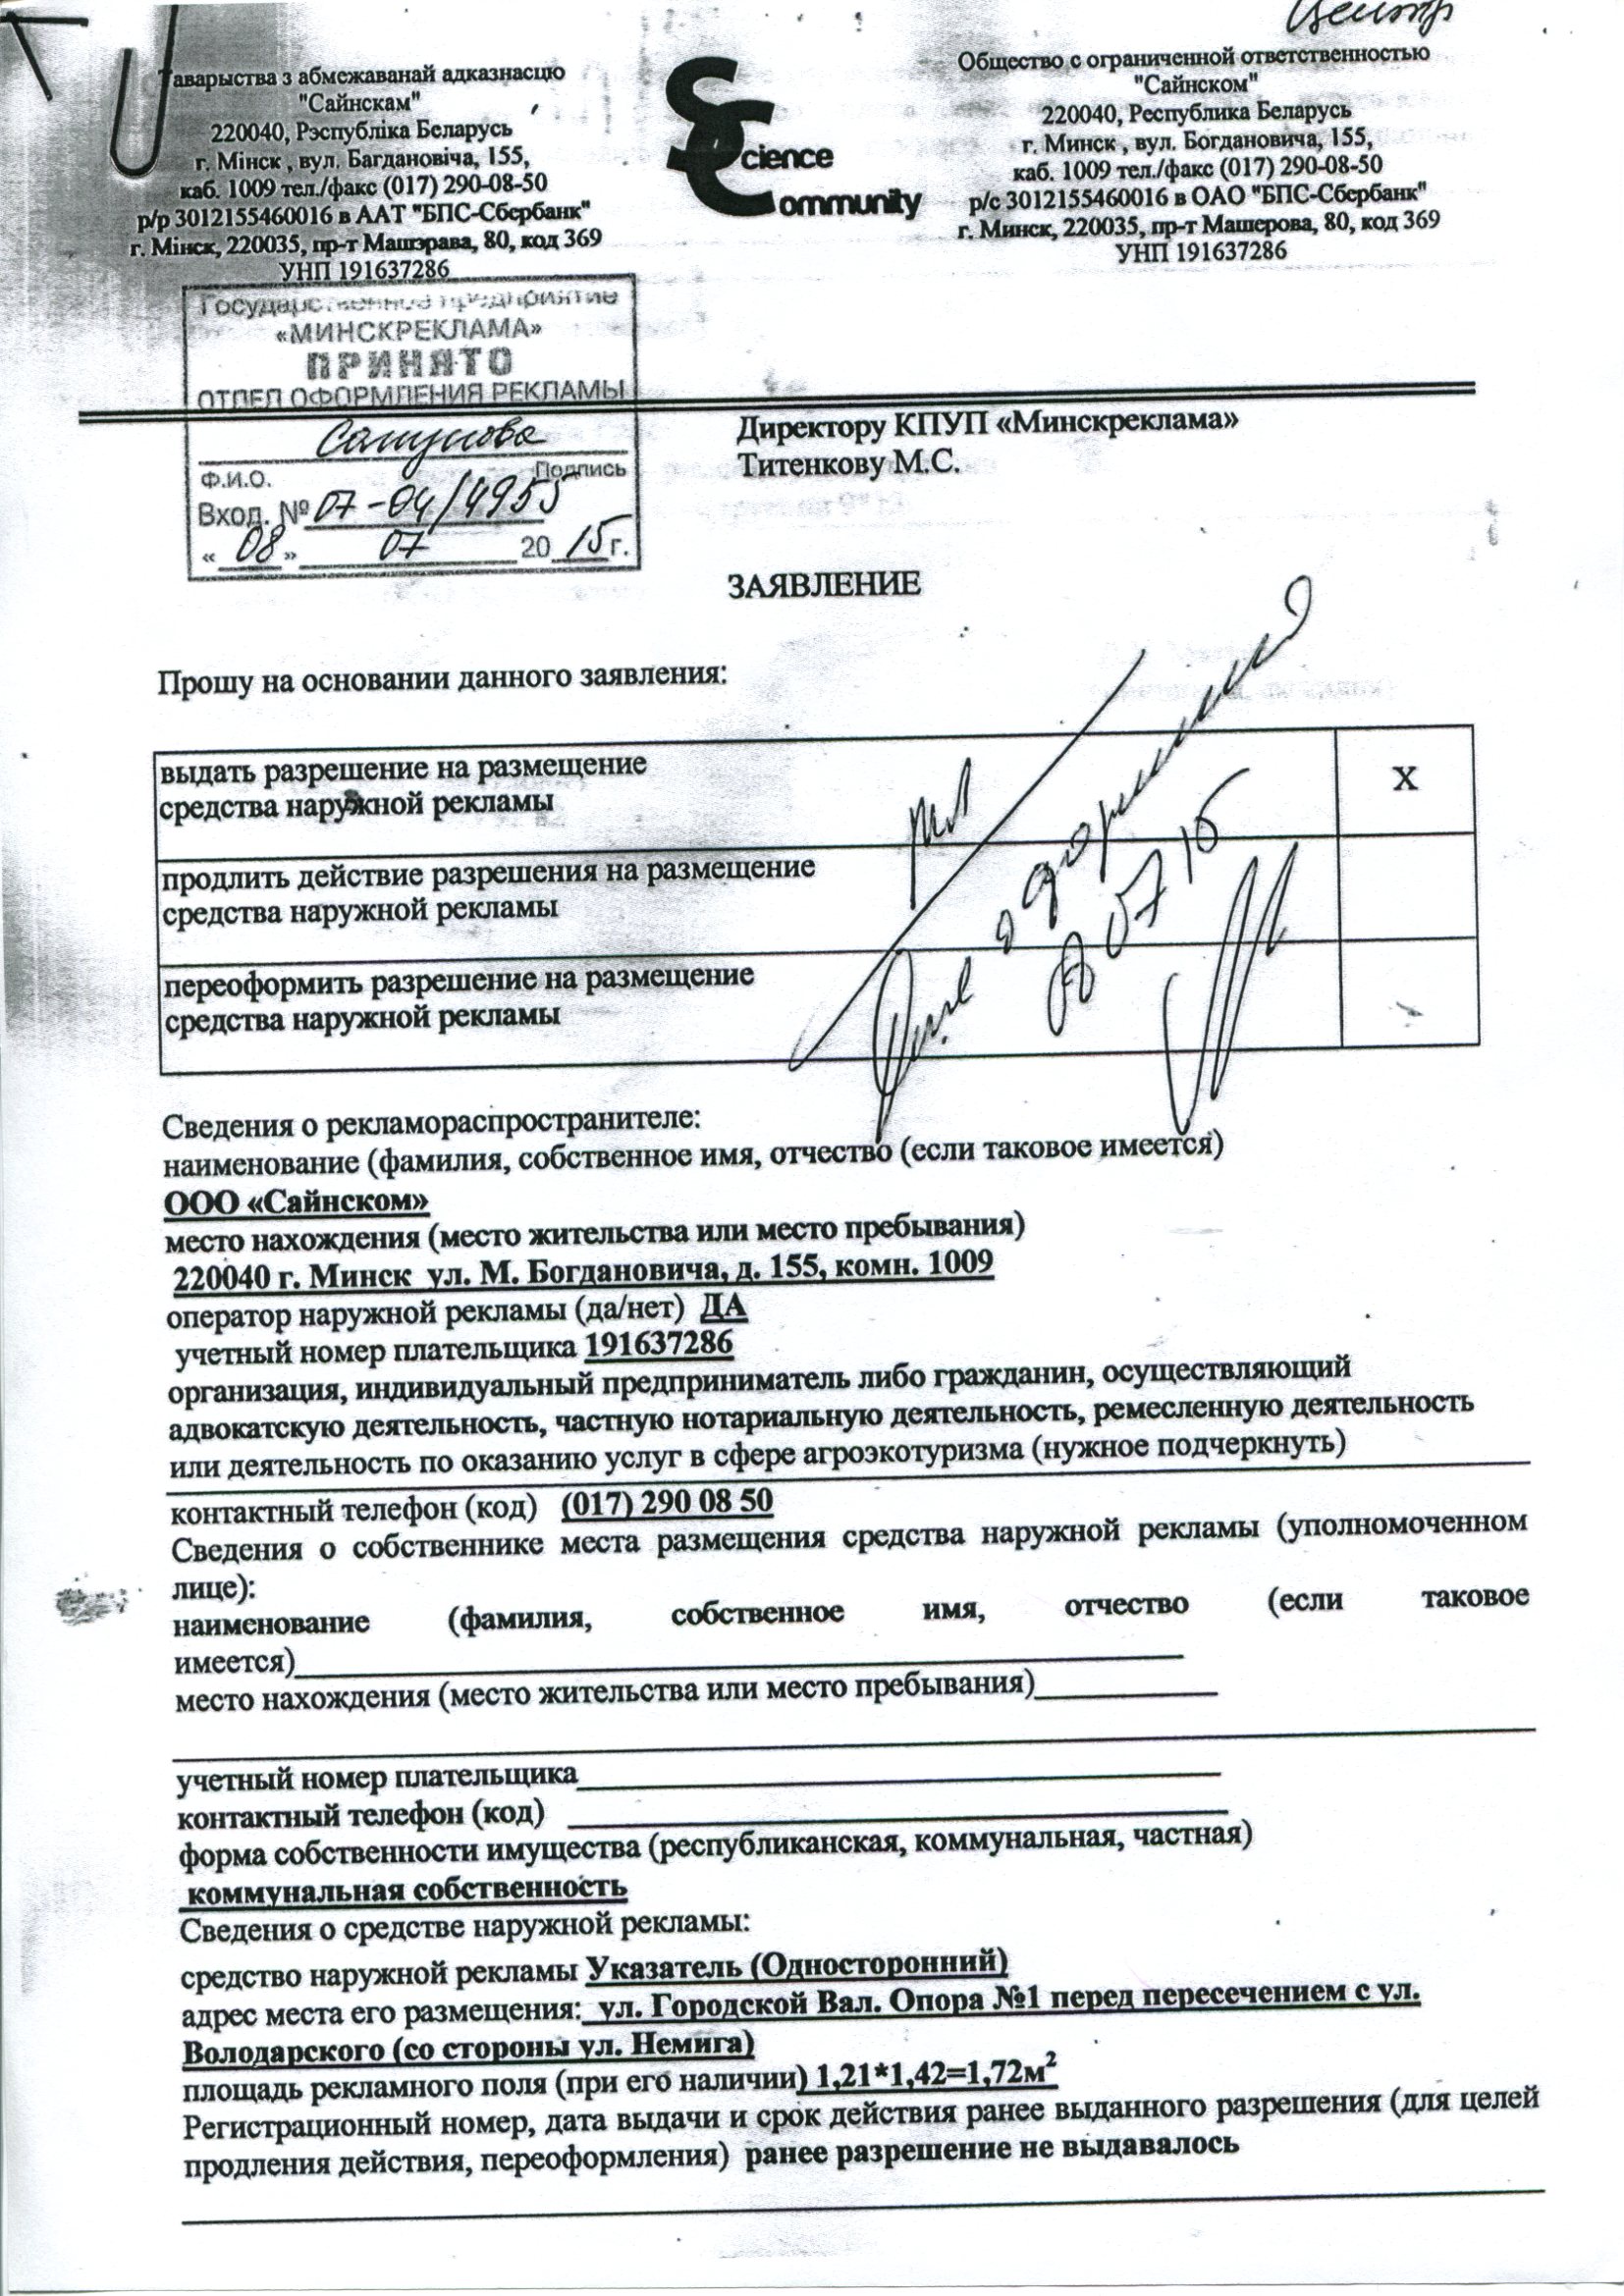 Центр
Таварыства з абмежаванай адказнасцю
"Сайнскам"
220040, Рэспубліка Беларусь
г. Мінск , вул. Багдановіча, 155,
каб. 1009 тел./факс (017) 290-08-50
р/р 3012155460016 в ААТ "БПС-Сбербанк"
г. Мінск, 220035, пр-т Машэрава, 80, код 369
УНП 191637286
Science
Community
Общество с ограниченной ответственностью
"Сайнском"
220040, Республика Беларусь
г. Минск , вул. Богдановича, 155,
каб. 1009 тел./факс (017) 290-08-50
р/с 3012155460016 в ОАО "БПС-Сбербанк"
г. Минск, 220035, пр-т Машерова, 80, код 369
УНП 191637286
Государственное предприятие
«МИНСКРЕКЛАМА»
ПРИНЯТО
ОТДЕЛ ОФОРМЛЕНИЯ РЕКЛАМЫ
Ф.И.О. Подпись
Вход. № 07-04/4955
«08» 07 2015г.
Директору КПУП «Минскреклама»
Титенкову М.С.
ЗАЯВЛЕНИЕ
Прошу на основании данного заявления:
выдать разрешение на размещение
средства наружной рекламы
X
продлить действие разрешения на размещение
средства наружной рекламы
переоформить разрешение на размещение
средства наружной рекламы
Сведения о рекламораспространителе:
наименование (фамилия, собственное имя, отчество (если таковое имеется)
ООО «Сайнском»
место нахождения (место жительства или место пребывания)
220040 г. Минск ул. М. Богдановича, д. 155, комн. 1009
оператор наружной рекламы (да/нет) ДА
учетный номер плательщика 191637286
организация, индивидуальный предприниматель либо гражданин, осуществляющий
адвокатскую деятельность, частную нотариальную деятельность, ремесленную деятельность
или деятельность по оказанию услуг в сфере агроэкотуризма (нужное подчеркнуть)
контактный телефон (код) (017) 290 08 50
Сведения о собственнике места размещения средства наружной рекламы (уполномоченном
лице):
наименование (фамилия, собственное имя, отчество (если таковое
имеется)
место нахождения (место жительства или место пребывания)
учетный номер плательщика
контактный телефон (код)
форма собственности имущества (республиканская, коммунальная, частная)
коммунальная собственность
Сведения о средстве наружной рекламы:
средство наружной рекламы Указатель (Односторонний)
адрес места его размещения: ул. Городской Вал. Опора №1 перед пересечением с ул.
Володарского (со стороны ул. Немига)
площадь рекламного поля (при его наличии) 1,21*1,42=1,72м²
Регистрационный номер, дата выдачи и срок действия ранее выданного разрешения (для целей
продления действия, переоформления) ранее разрешение не выдавалось